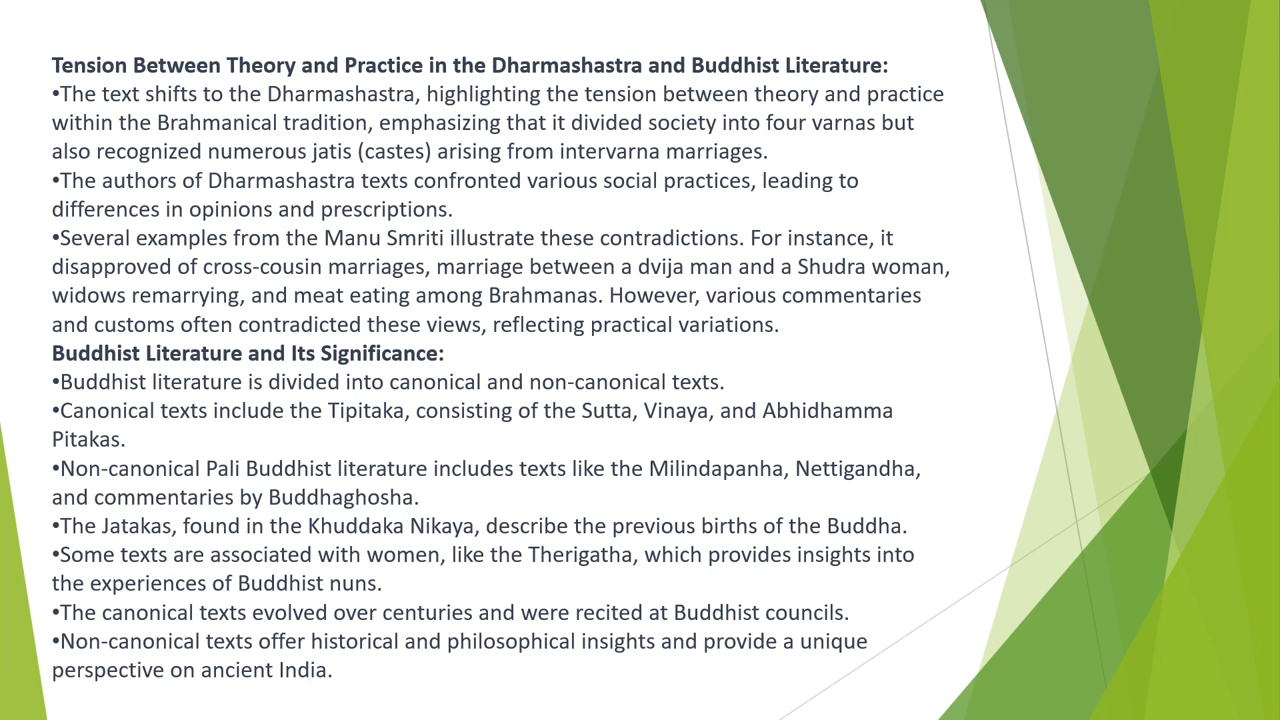 Tension Between Theory and Practice in the Dharmashastra and Buddhist Literature:
•The text shifts to the Dharmashastra, highlighting the tension between theory and practice
within the Brahmanical tradition, emphasizing that it divided society into four varnas but
also recognized numerous jatis (castes) arising from intervarna marriages.
•The authors of Dharmashastra texts confronted various social practices, leading to
differences in opinions and prescriptions.
•Several examples from the Manu Smriti illustrate these contradictions. For instance, it
disapproved of cross-cousin marriages, marriage between a dvija man and a Shudra woman,
widows remarrying, and meat eating among Brahmanas. However, various commentaries
and customs often contradicted these views, reflecting practical variations.
Buddhist Literature and Its Significance:
•Buddhist literature is divided into canonical and non-canonical texts.
•Canonical texts include the Tipitaka, consisting of the Sutta, Vinaya, and Abhidhamma
Pitakas.
•Non-canonical Pali Buddhist literature includes texts like the Milindapanha, Nettigandha,
and commentaries by Buddhaghosha.
•The Jatakas, found in the Khuddaka Nikaya, describe the previous births of the Buddha.
•Some texts are associated with women, like the Therigatha, which provides insights into
the experiences of Buddhist nuns.
•The canonical texts evolved over centuries and were recited at Buddhist councils.
•Non-canonical texts offer historical and philosophical insights and provide a unique
perspective on ancient India.